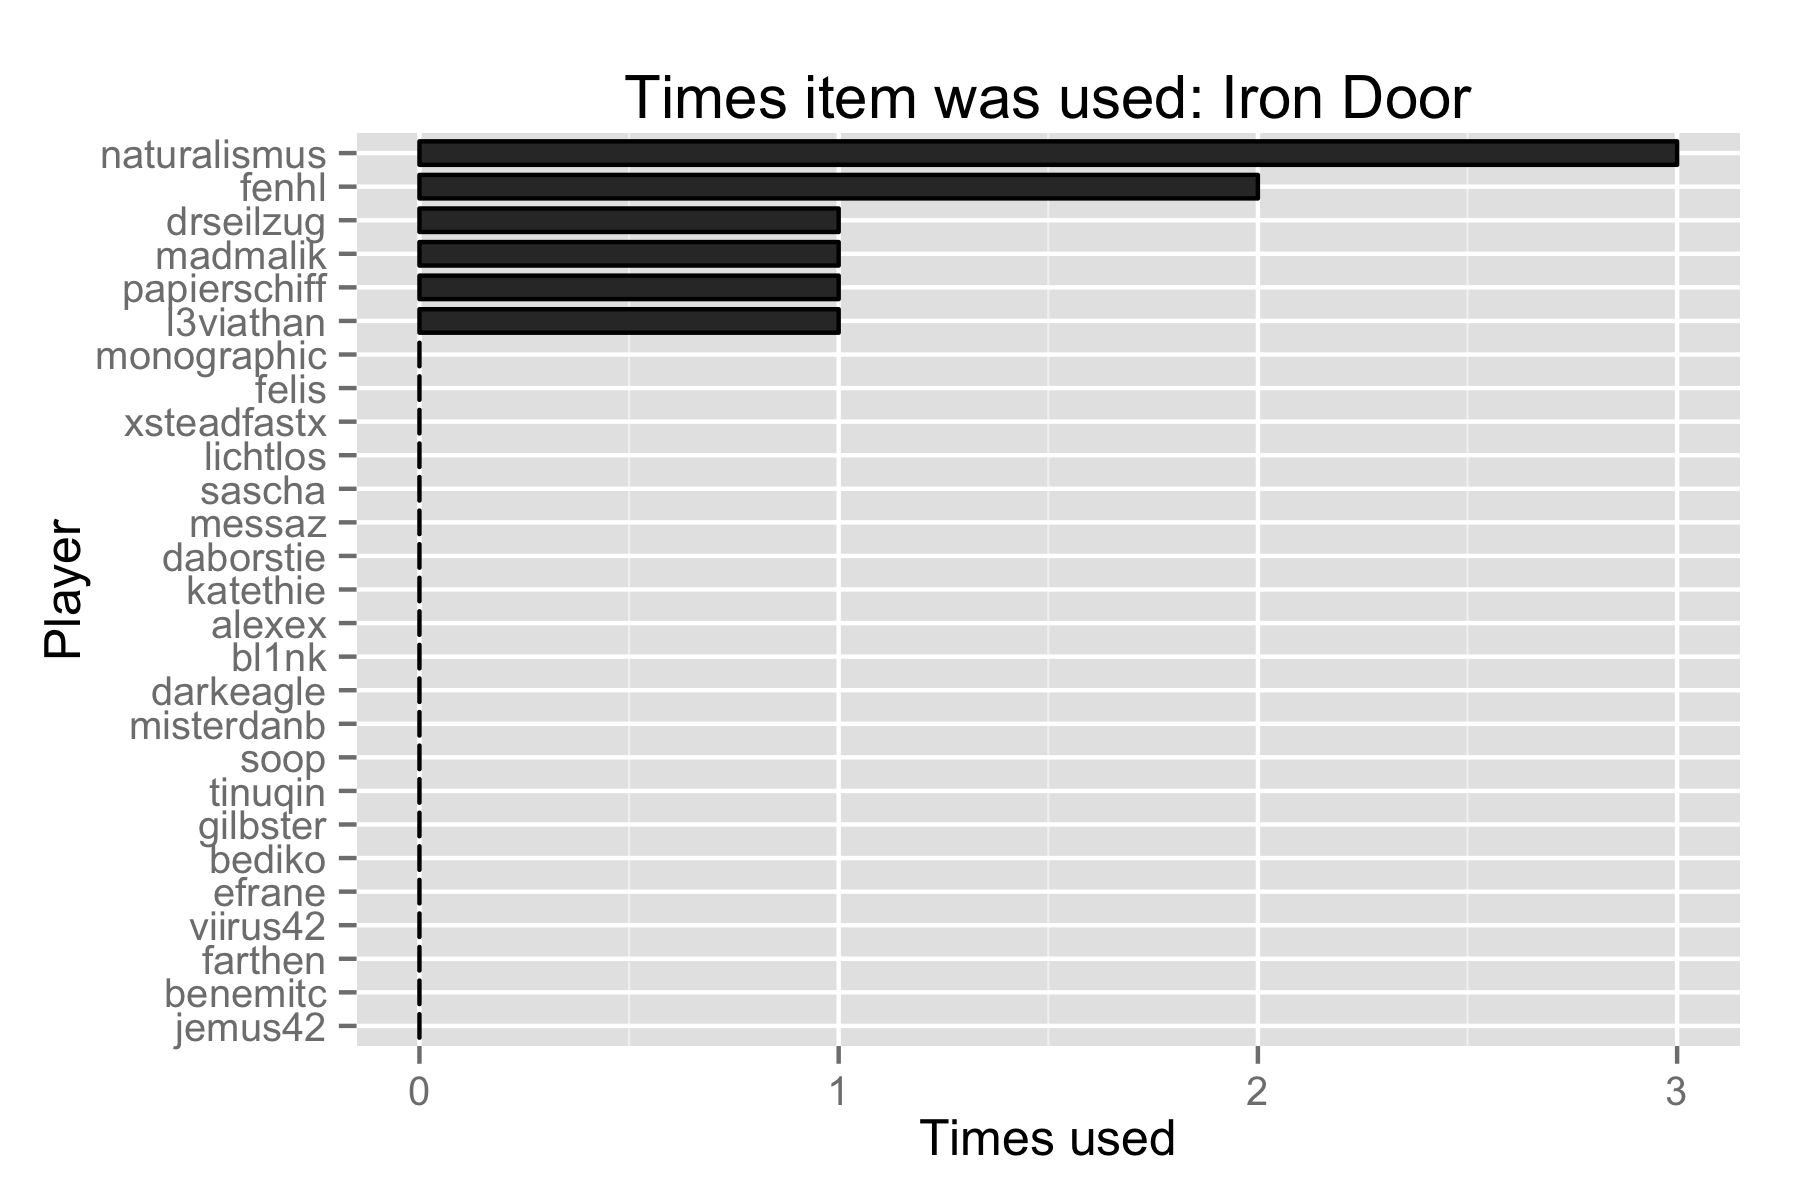 Times item was used: Iron Door
naturalismus
fenhl
drseilzug
madmalik
papierschiff
l3viathan
monographic
felis
xsteadfastx
lichtlos
sascha
messaz
daborstie
katethie
alexex
bl1nk
darkeagle
misterdanb
soop
tinuqin
gilbster
bediko
efrane
viirus42
farthen
benemitc
jemus42
Player
0 1 2 3
Times used